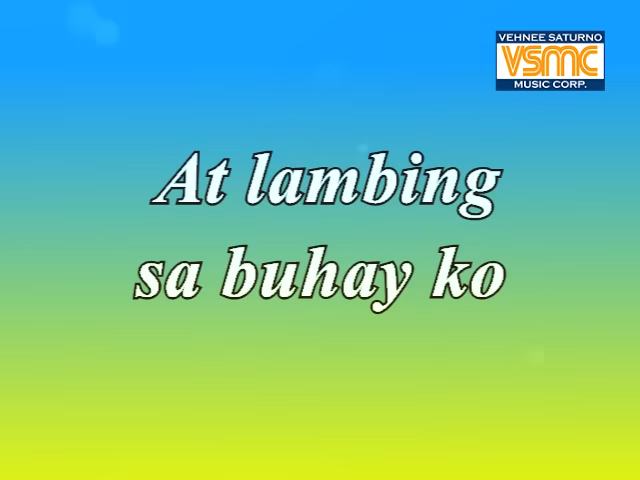 VEHNEE SATURNO
VSMC
MUSIC CORP.
At lambing
sa buhay ko